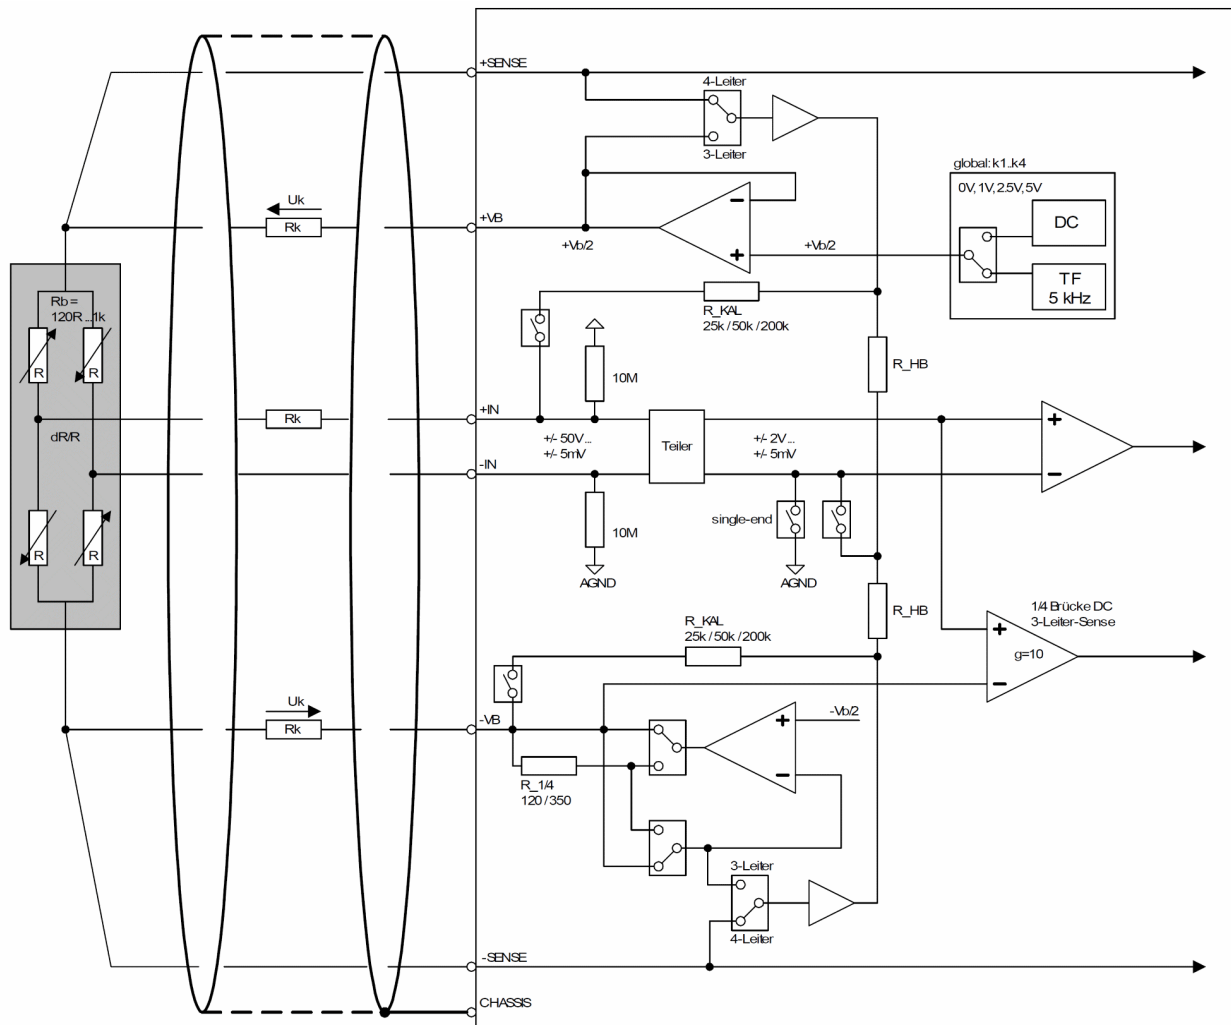 +SENSE
4-Leiter
3-Leiter
global: k1..k4
0V, 1V, 2.5V, 5V
DC
TF
5 kHz
Uk
Rk
+VB
+Vb/2
+Vb/2
Rb =
120R ...1k
R
R
R_KAL
25k / 50k / 200k
R_HB
10M
Rk
+IN
dR/R
+/- 50V ...
+/- 5mV
Teiler
+/- 2V ...
+/- 5mV
-IN
R
R
10M
single-end
AGND
AGND
R_HB
1/4 Brücke DC
3-Leiter-Sense
R_KAL
25k / 50k / 200k
g=10
Uk
Rk
-VB
-Vb/2
R_1/4
120 / 350
3-Leiter
4-Leiter
-SENSE
CHASSIS